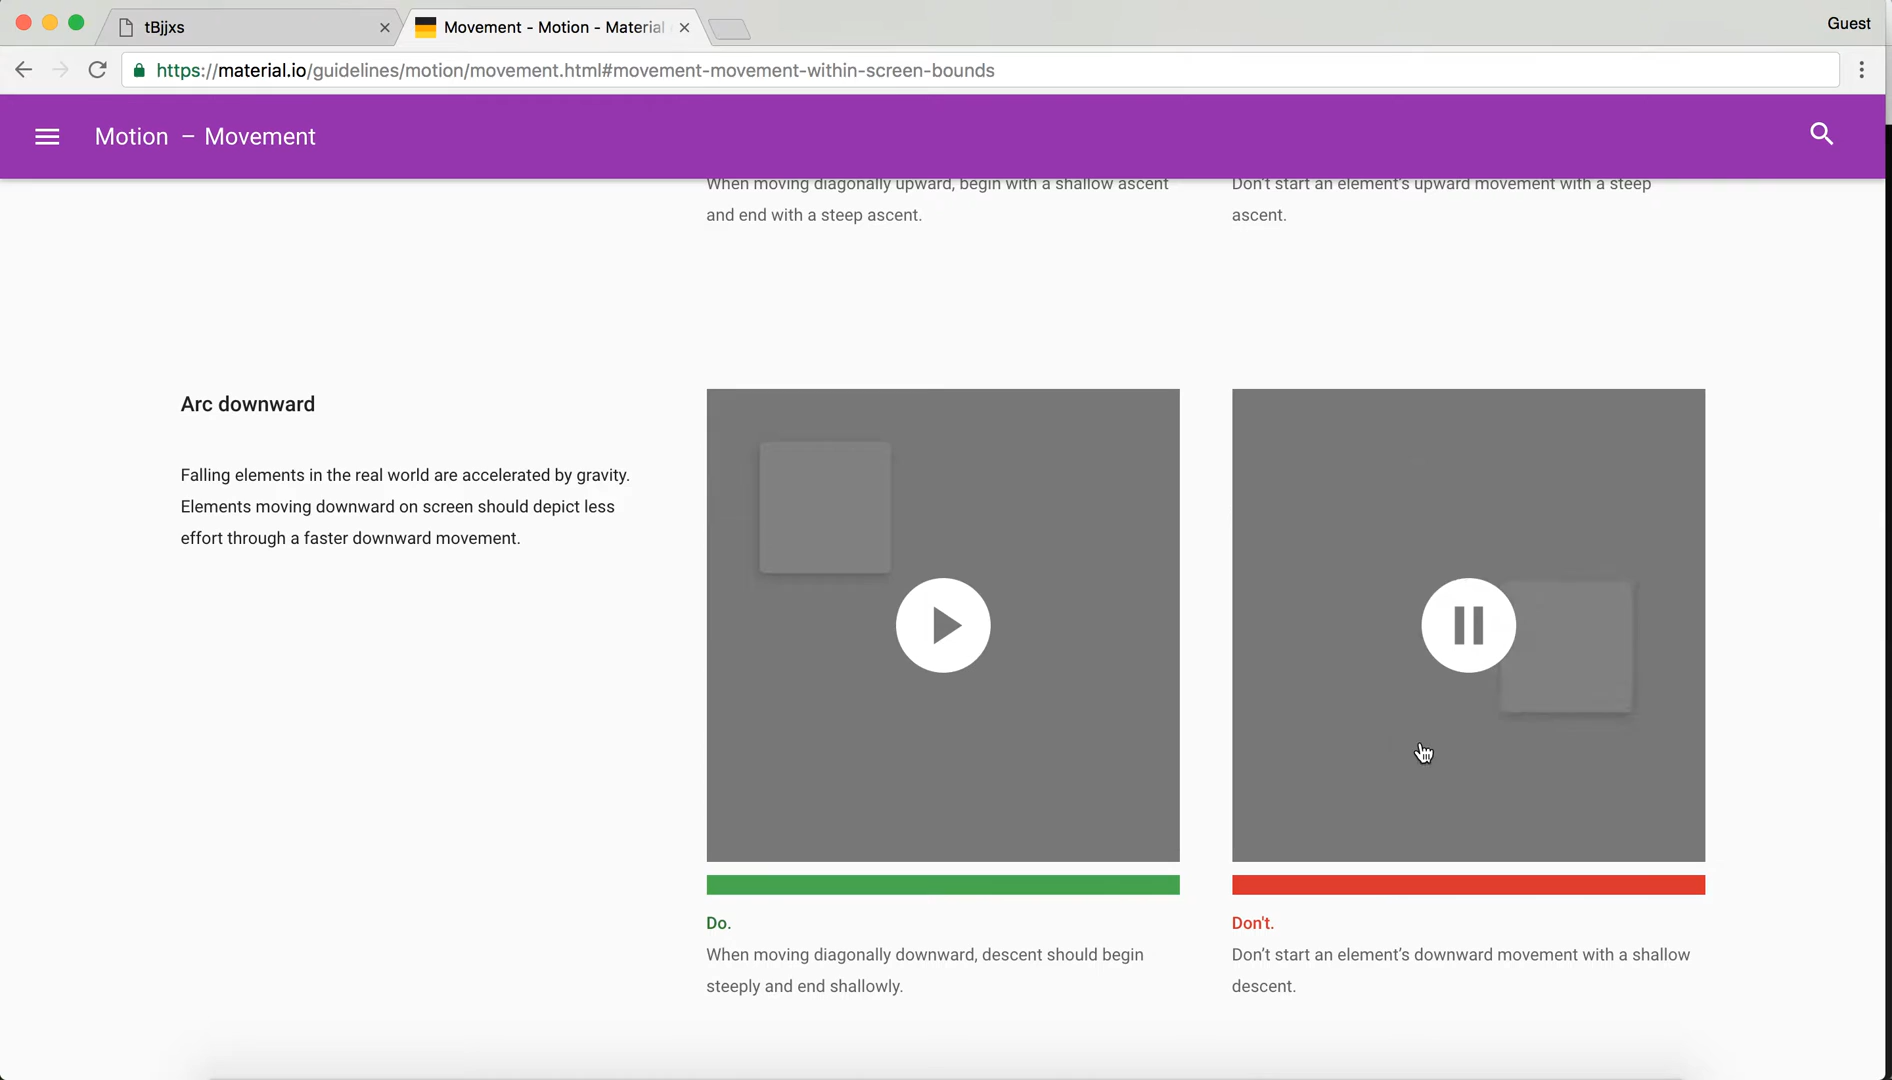 tBjjxs
Movement - Motion - Material
Guest
https://material.io/guidelines/motion/movement.html#movement-movement-within-screen-bounds
Motion – Movement
When moving diagonally upward, begin with a shallow ascent
and end with a steep ascent.
Don't start an element's upward movement with a steep
ascent.
Arc downward
Falling elements in the real world are accelerated by gravity.
Elements moving downward on screen should depict less
effort through a faster downward movement.
Do.
When moving diagonally downward, descent should begin
steeply and end shallowly.
Don't.
Don’t start an element’s downward movement with a shallow
descent.